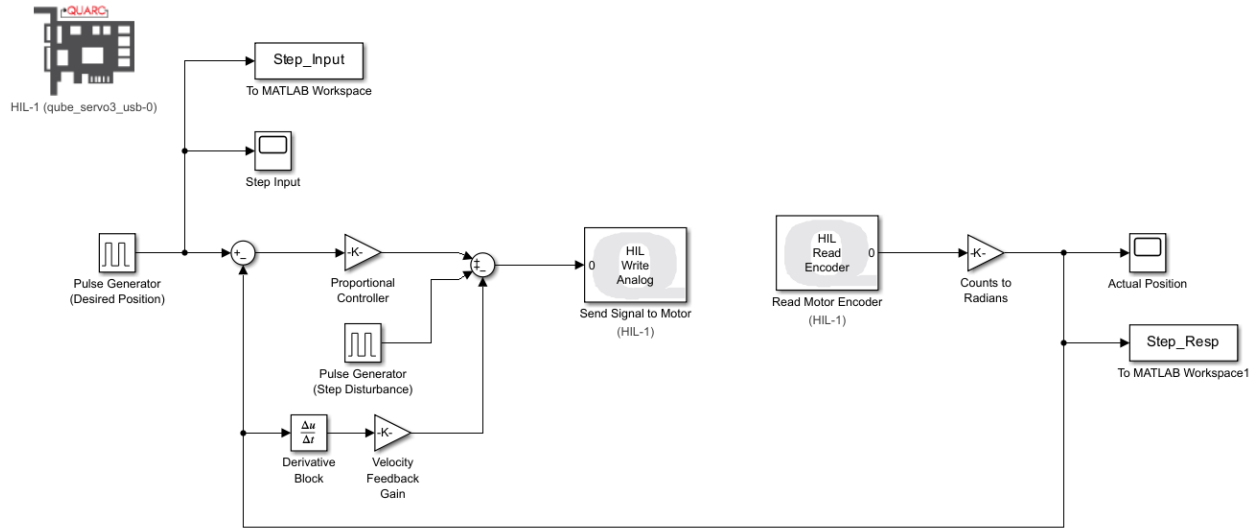 QUARC
HIL-1 (qube_servo3_usb-0)
Step_Input
To MATLAB Workspace
Step Input
Pulse Generator
(Desired Position)
+
_
-K-
Proportional
Controller
+
+
_
0
HIL
Write
Analog
Send Signal to Motor
(HIL-1)
HIL
Read
Encoder
0
Read Motor Encoder
(HIL-1)
-K-
Counts to
Radians
Actual Position
Step_Resp
To MATLAB Workspace1
Pulse Generator
(Step Disturbance)
Δu
Δt
Derivative
Block
-K-
Velocity
Feedback
Gain